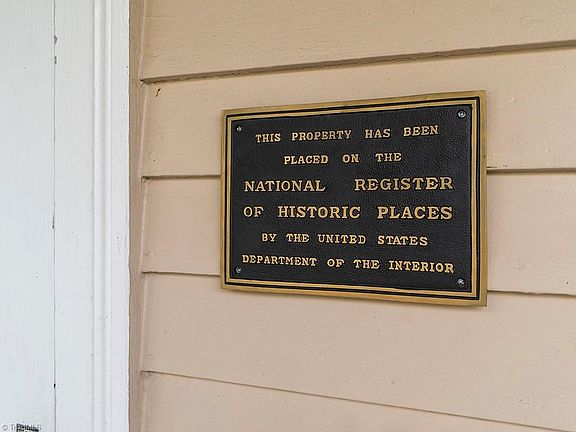 THIS PROPERTY HAS BEEN
PLACED ON THE
NATIONAL REGISTER
OF HISTORIC PLACES
BY THE UNITED STATES
DEPARTMENT OF THE INTERIOR